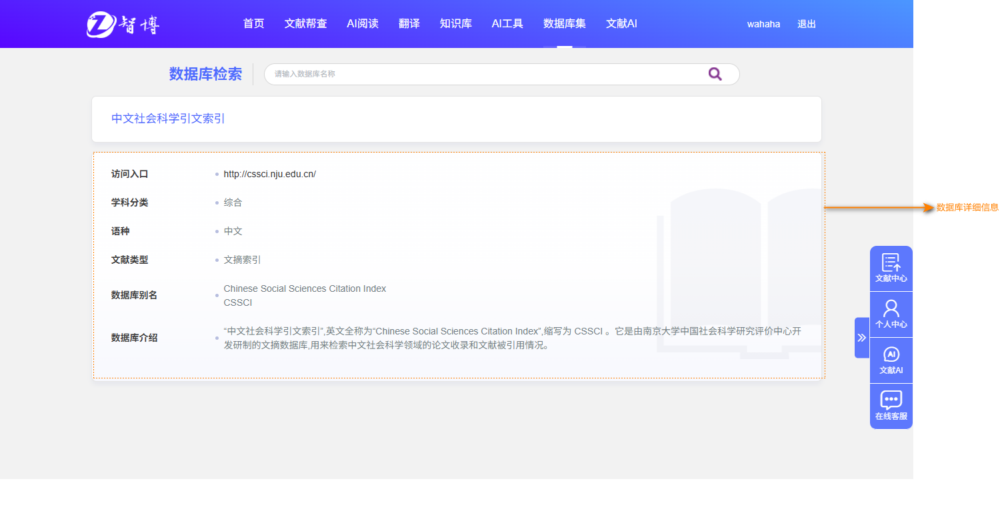 智博
首页 文献帮查 AI阅读 翻译 知识库 AI工具 数据库集 文献AI wahaha 退出
数据库检索 请输入数据库名称
中文社会科学引文索引
访问入口 http://cssci.nju.edu.cn/
学科分类 综合
数据库详细信息
语种 中文
文献类型 文摘索引
数据库别名 Chinese Social Sciences Citation Index
CSSCI
数据库介绍 “中文社会科学引文索引”,英文全称为“Chinese Social Sciences Citation Index”,缩写为 CSSCI 。它是由南京大学中国社会科学研究评价中心开
发研制的文摘数据库,用来检索中文社会科学领域的论文收录和文献被引用情况。
文献中心
个人中心
AI
文献AI
在线客服